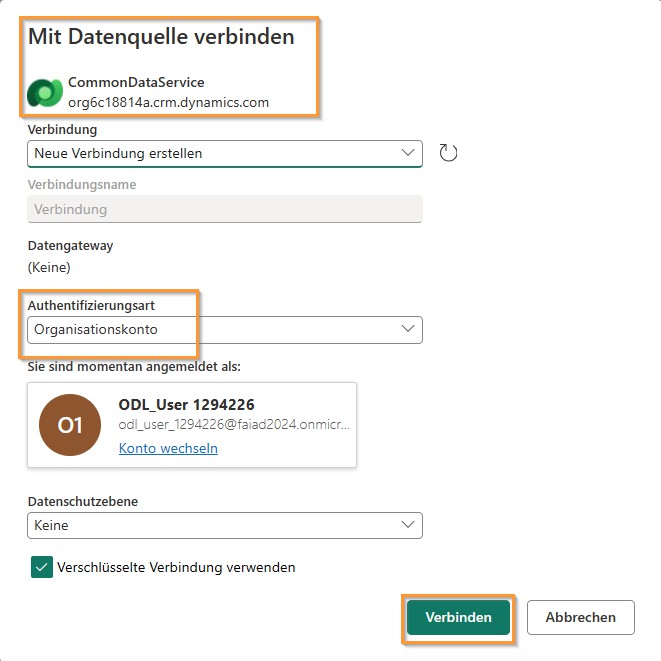 Mit Datenquelle verbinden
CommonDataService
org6c18814a.crm.dynamics.com
Verbindung
Neue Verbindung erstellen
Verbindungsname
Verbindung
Datengateway
(Keine)
Authentifizierungsart
Organisationskonto
Sie sind momentan angemeldet als:
O1
ODL_User 1294226
odl_user_1294226@faiad2024.onmicr...
Konto wechseln
Datenschutzebene
Keine
Verschlüsselte Verbindung verwenden
Verbinden
Abbrechen